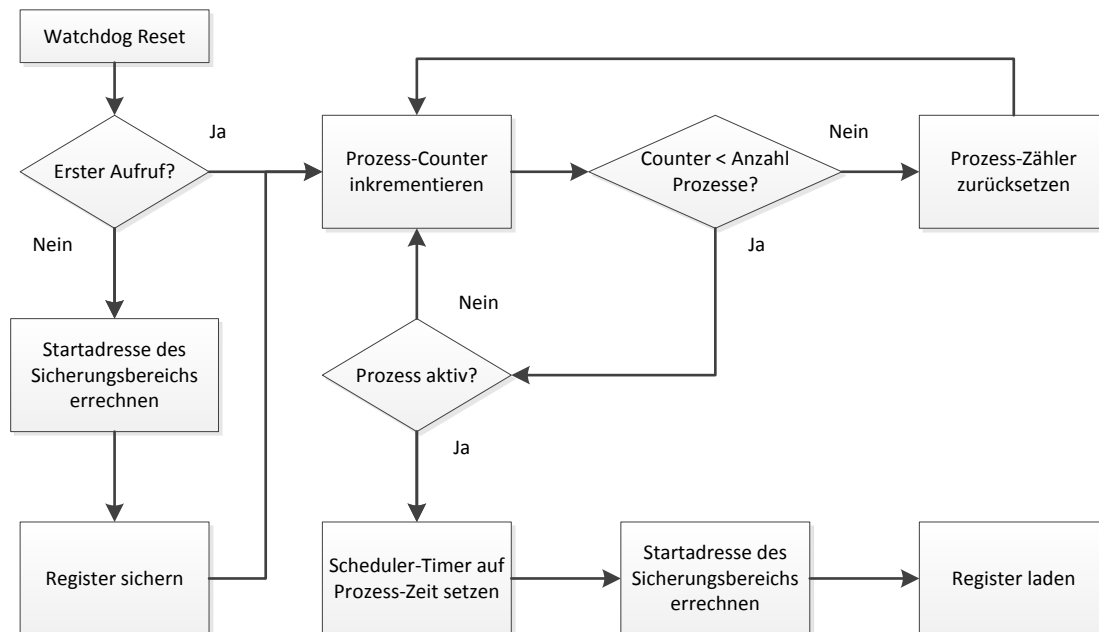 Watchdog Reset
Erster Aufruf?
Ja
Nein
Startadresse des
Sicherungsbereichs
errechnen
Register sichern
Prozess-Counter
inkrementieren
Counter < Anzahl
Prozesse?
Nein
Ja
Prozess-Zähler
zurücksetzen
Nein
Prozess aktiv?
Ja
Scheduler-Timer auf
Prozess-Zeit setzen
Startadresse des
Sicherungsbereichs
errechnen
Register laden